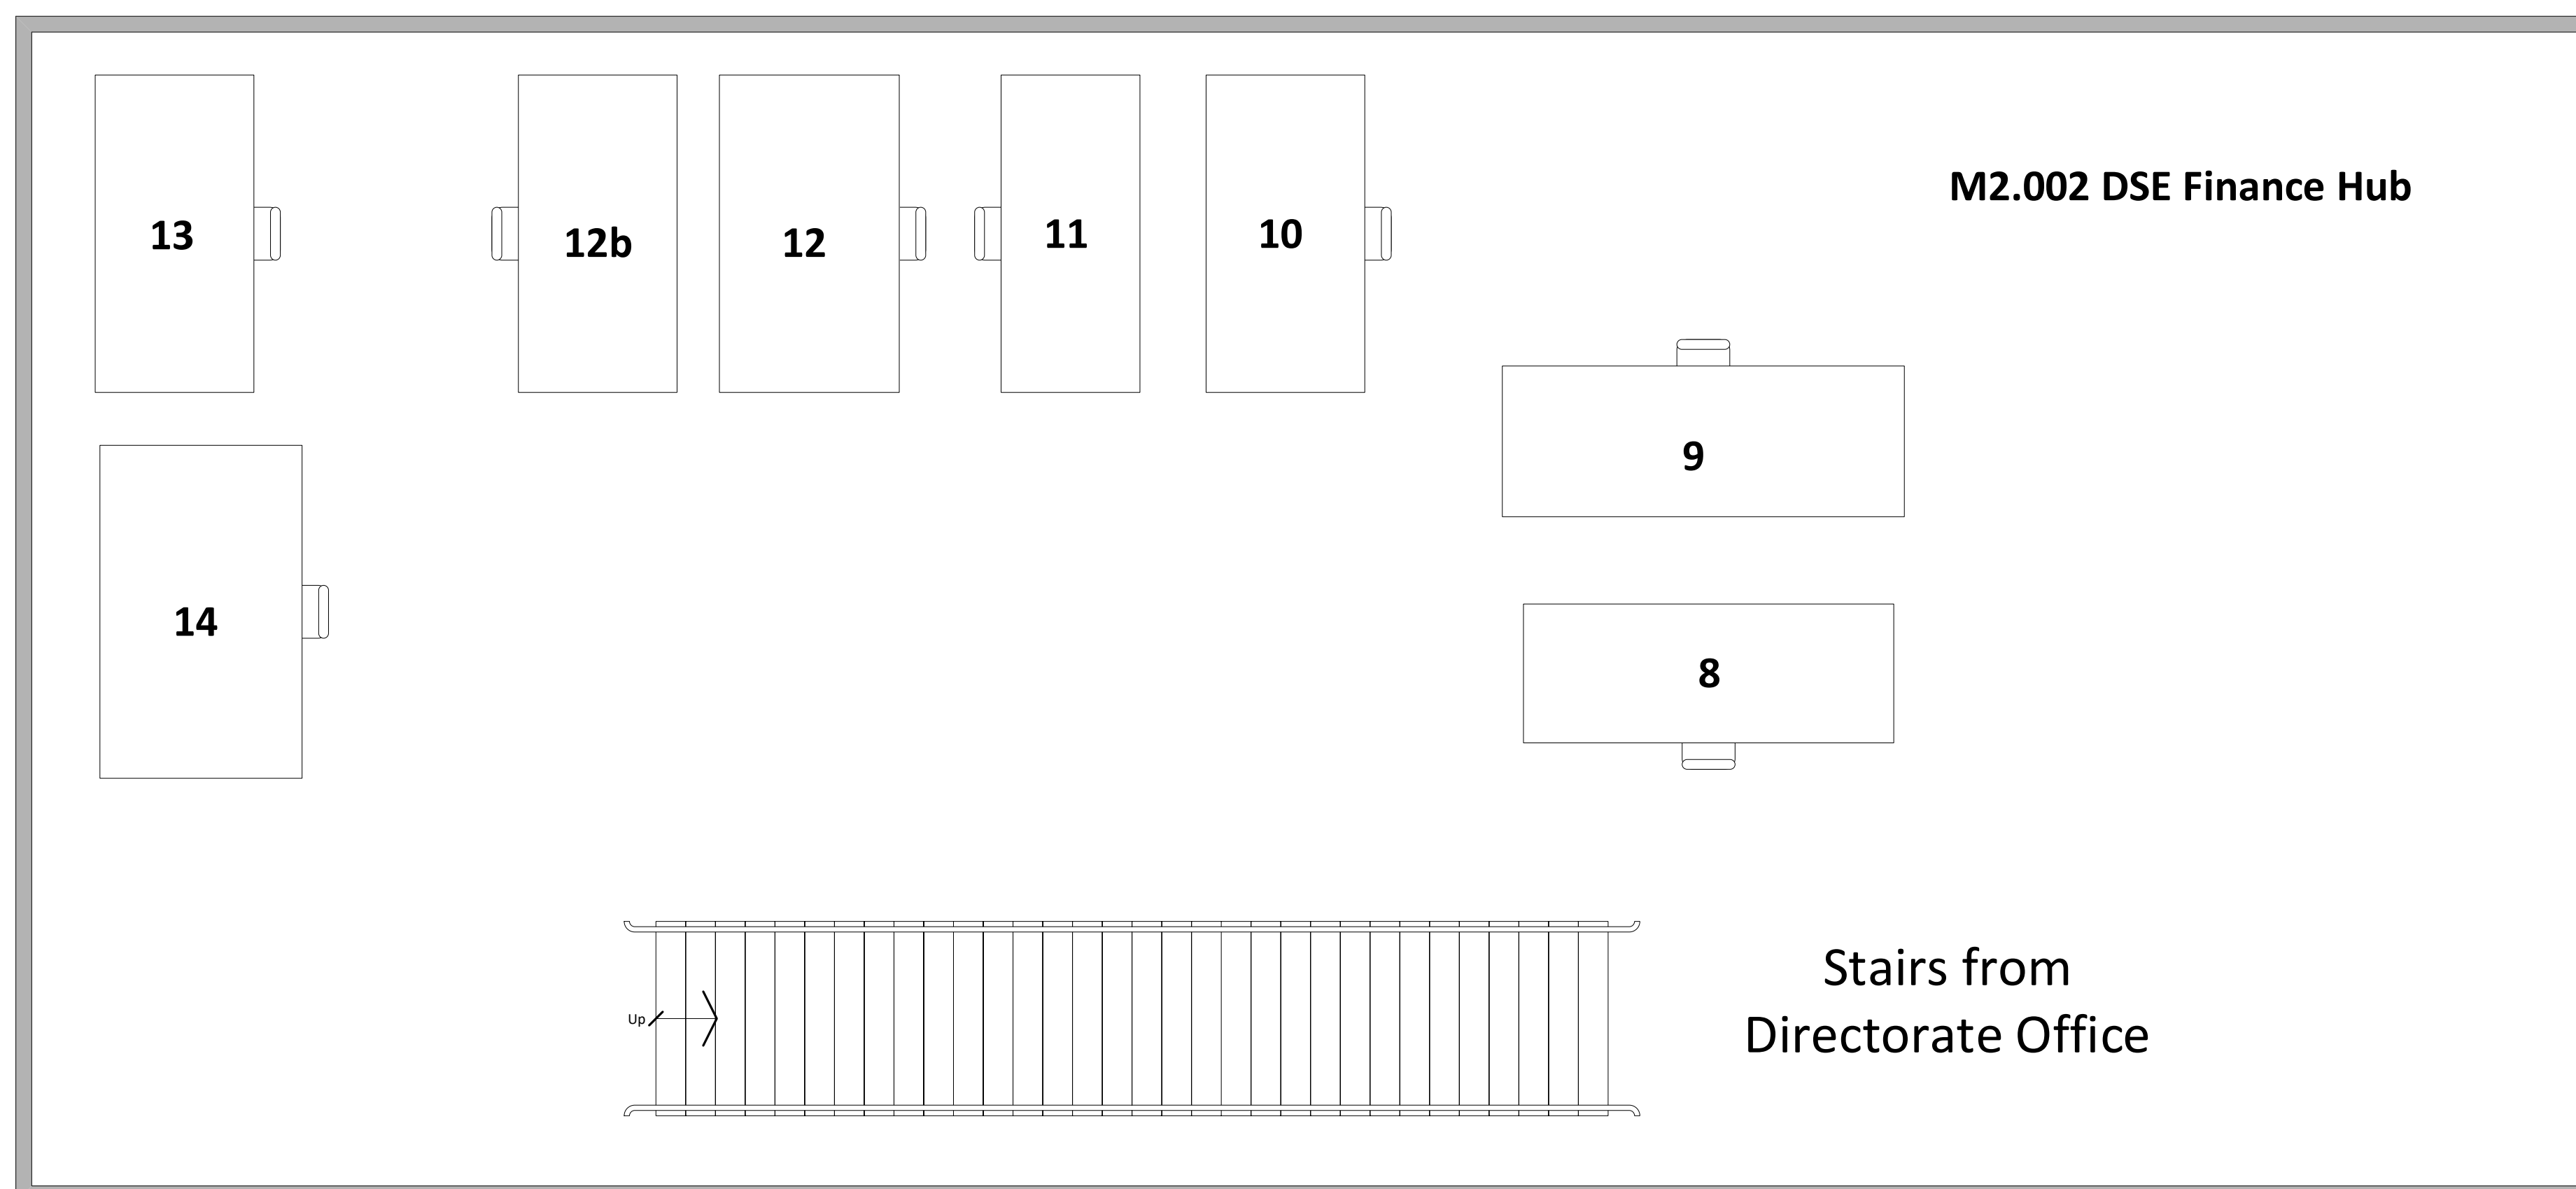 M2.002 DSE Finance Hub
13
12b
12
11
10
9
14
8
Stairs from
Directorate Office
Up